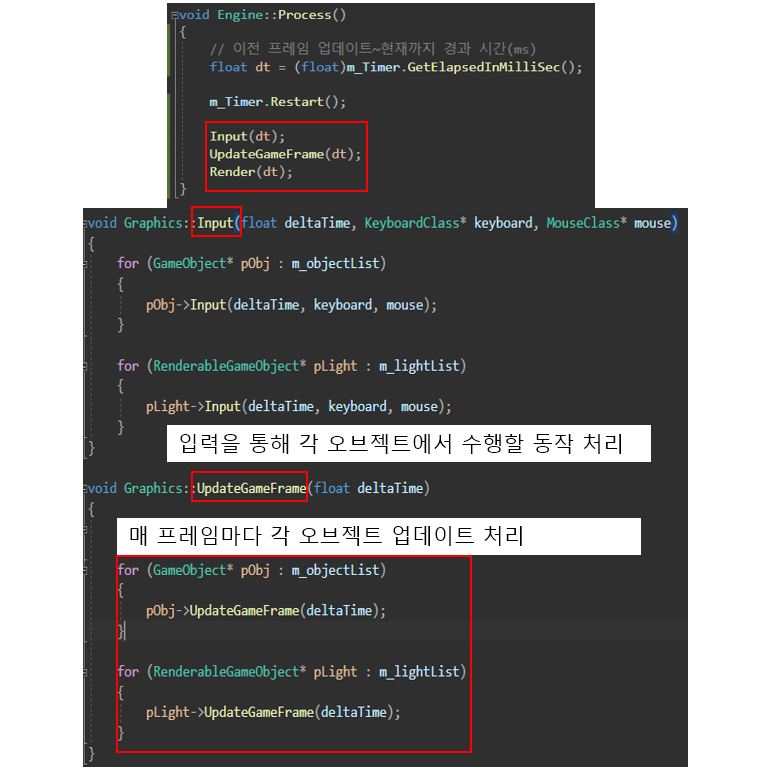 void Engine::Process()
{
// 이전 프레임 업데이트~현재까지 경과 시간(ms)
float dt = (float)m_Timer.GetElapsedInMilliSec();
m_Timer.Restart();
Input(dt);
UpdateGameFrame(dt);
Render(dt);
}
void Graphics::Input(float deltaTime, KeyboardClass* keyboard, MouseClass* mouse)
{
for (GameObject* pObj : m_objectList)
{
pObj->Input(deltaTime, keyboard, mouse);
}
for (RenderableGameObject* pLight : m_lightList)
{
pLight->Input(deltaTime, keyboard, mouse);
}
입력을 통해 각 오브젝트에서 수행할 동작 처리
}
void Graphics::UpdateGameFrame(float deltaTime)
{
매 프레임마다 각 오브젝트 업데이트 처리
for (GameObject* pObj : m_objectList)
{
pObj->UpdateGameFrame(deltaTime);
}
for (RenderableGameObject* pLight : m_lightList)
{
pLight->UpdateGameFrame(deltaTime);
}
}